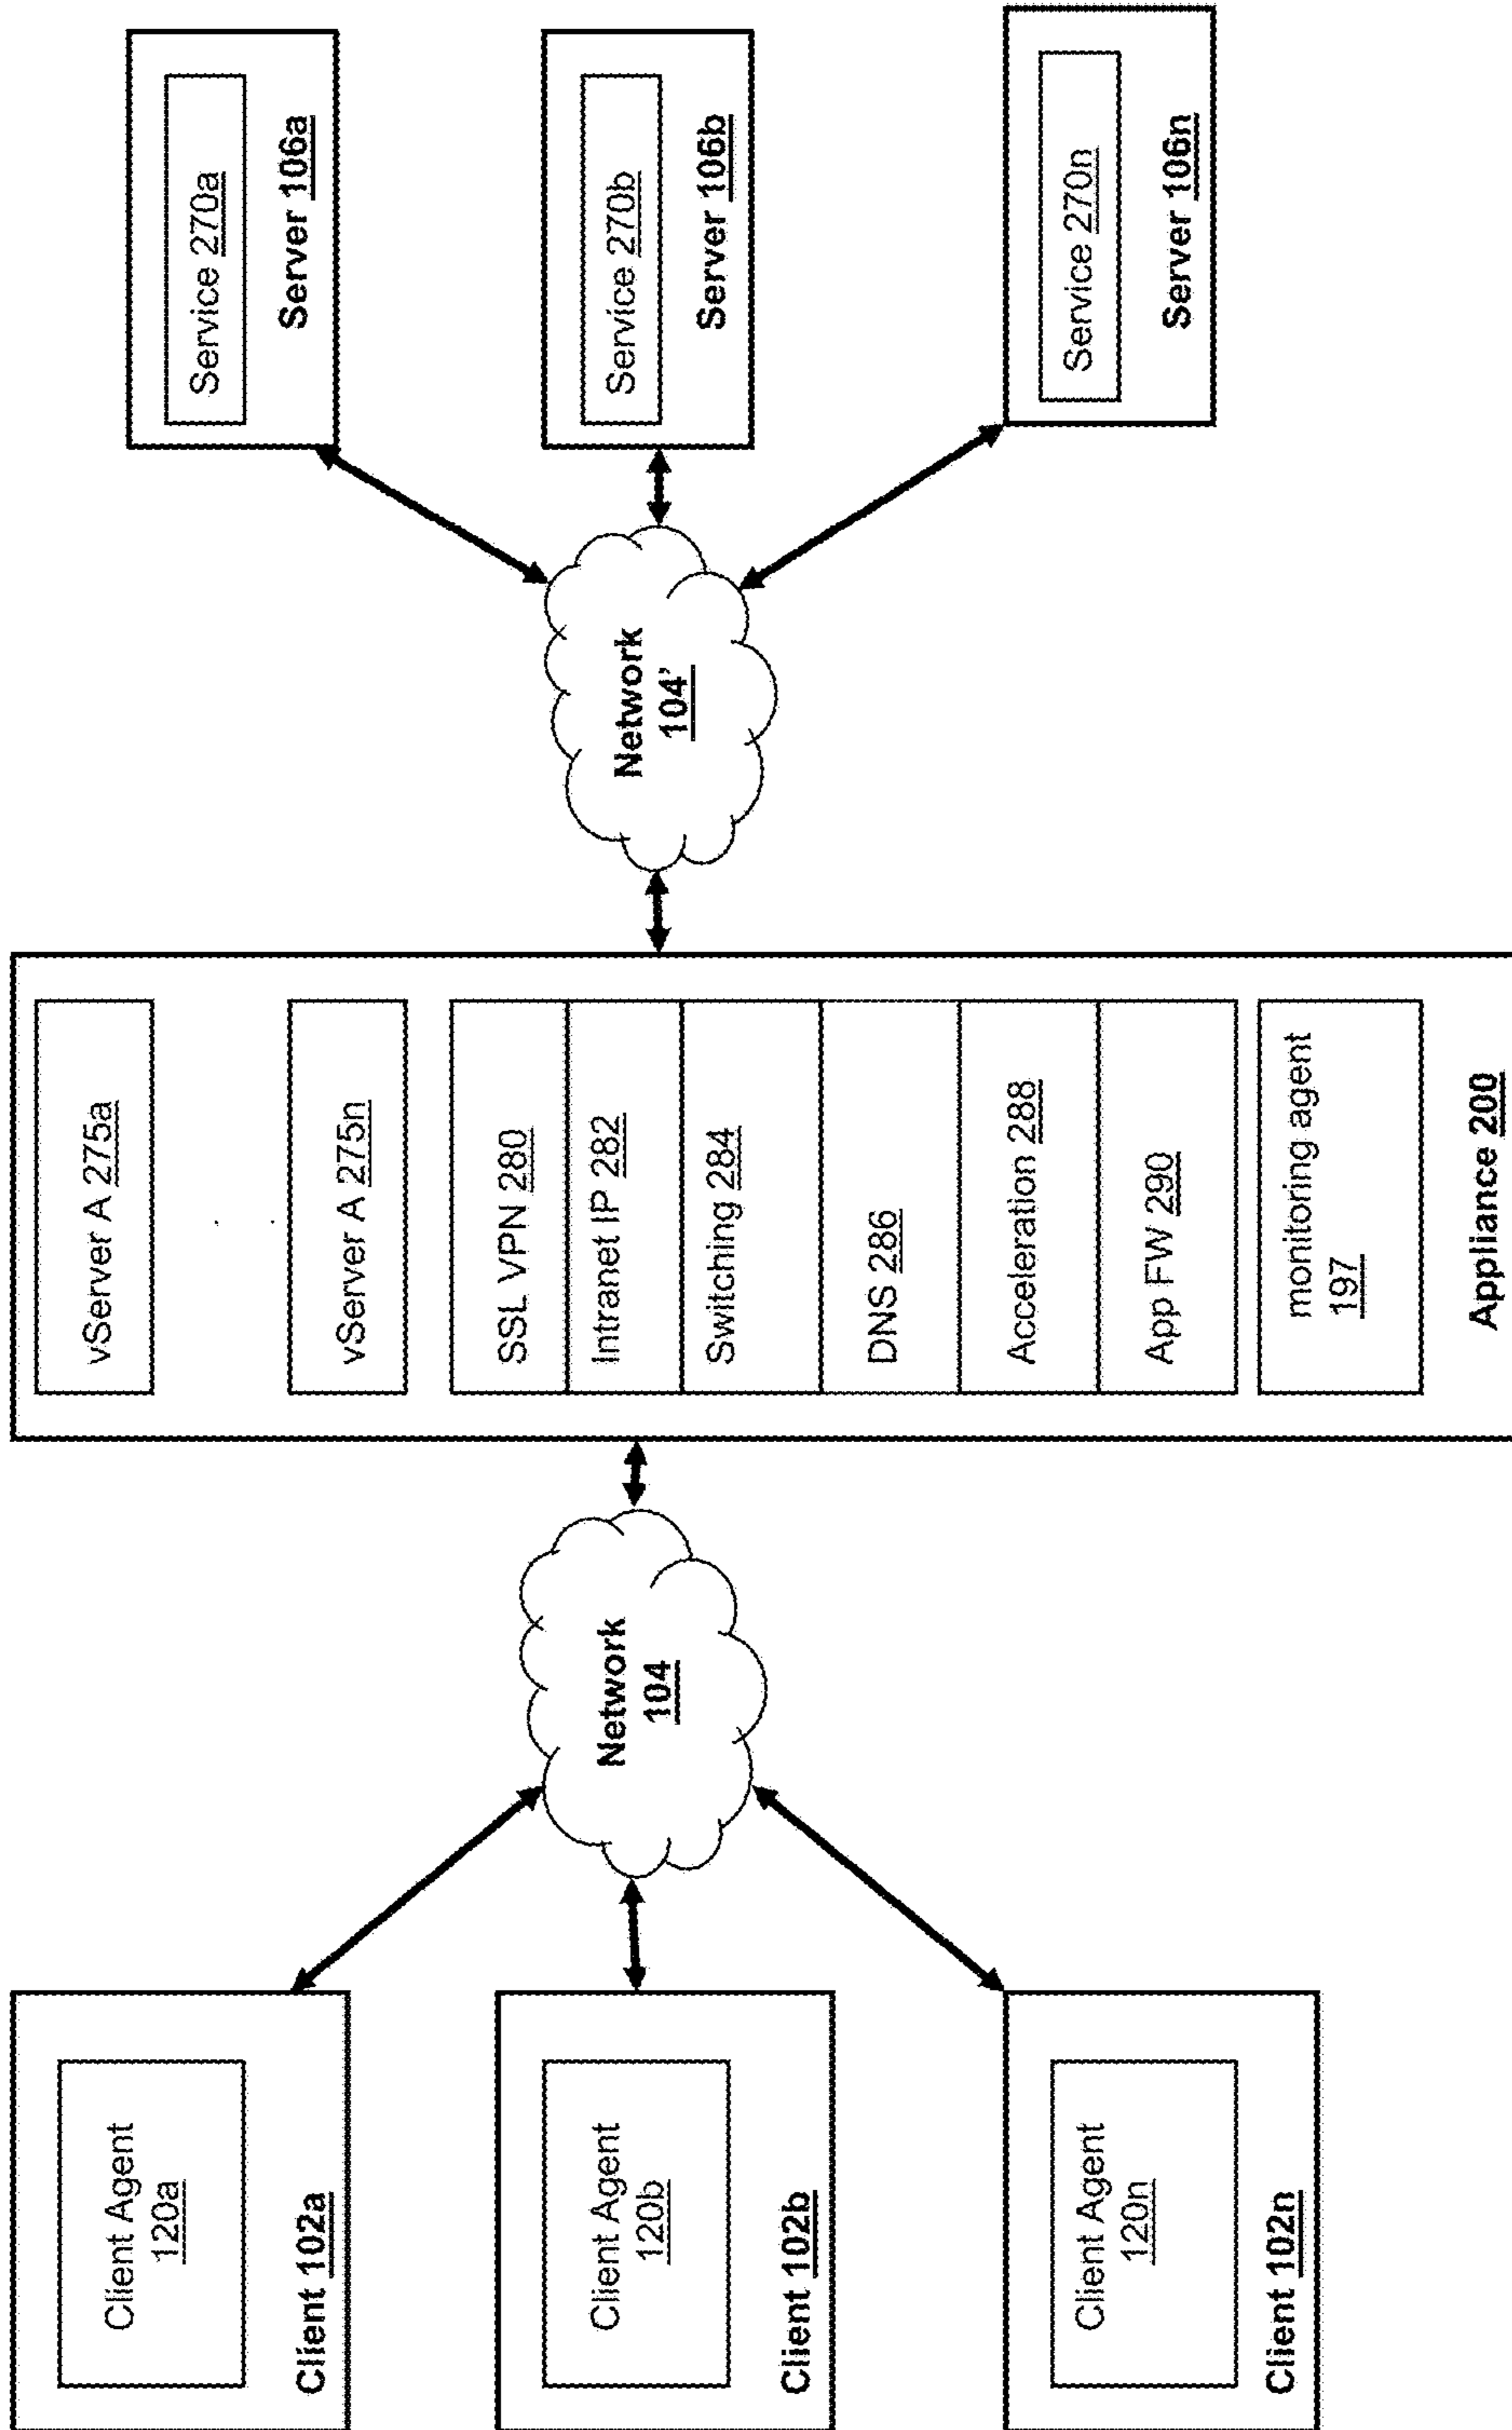 Client Agent
120a
Client 102a
Client Agent
120b
Client 102b
Client Agent
120n
Client 102n
Network
104
vServer A 275a
vServer A 275n
SSL VPN 280
Intranet IP 282
Switching 284
DNS 286
Acceleration 288
App FW 290
monitoring agent
197
Appliance 200
Network
104'
Service 270a
Server 106a
Service 270b
Server 106b
Service 270n
Server 106n